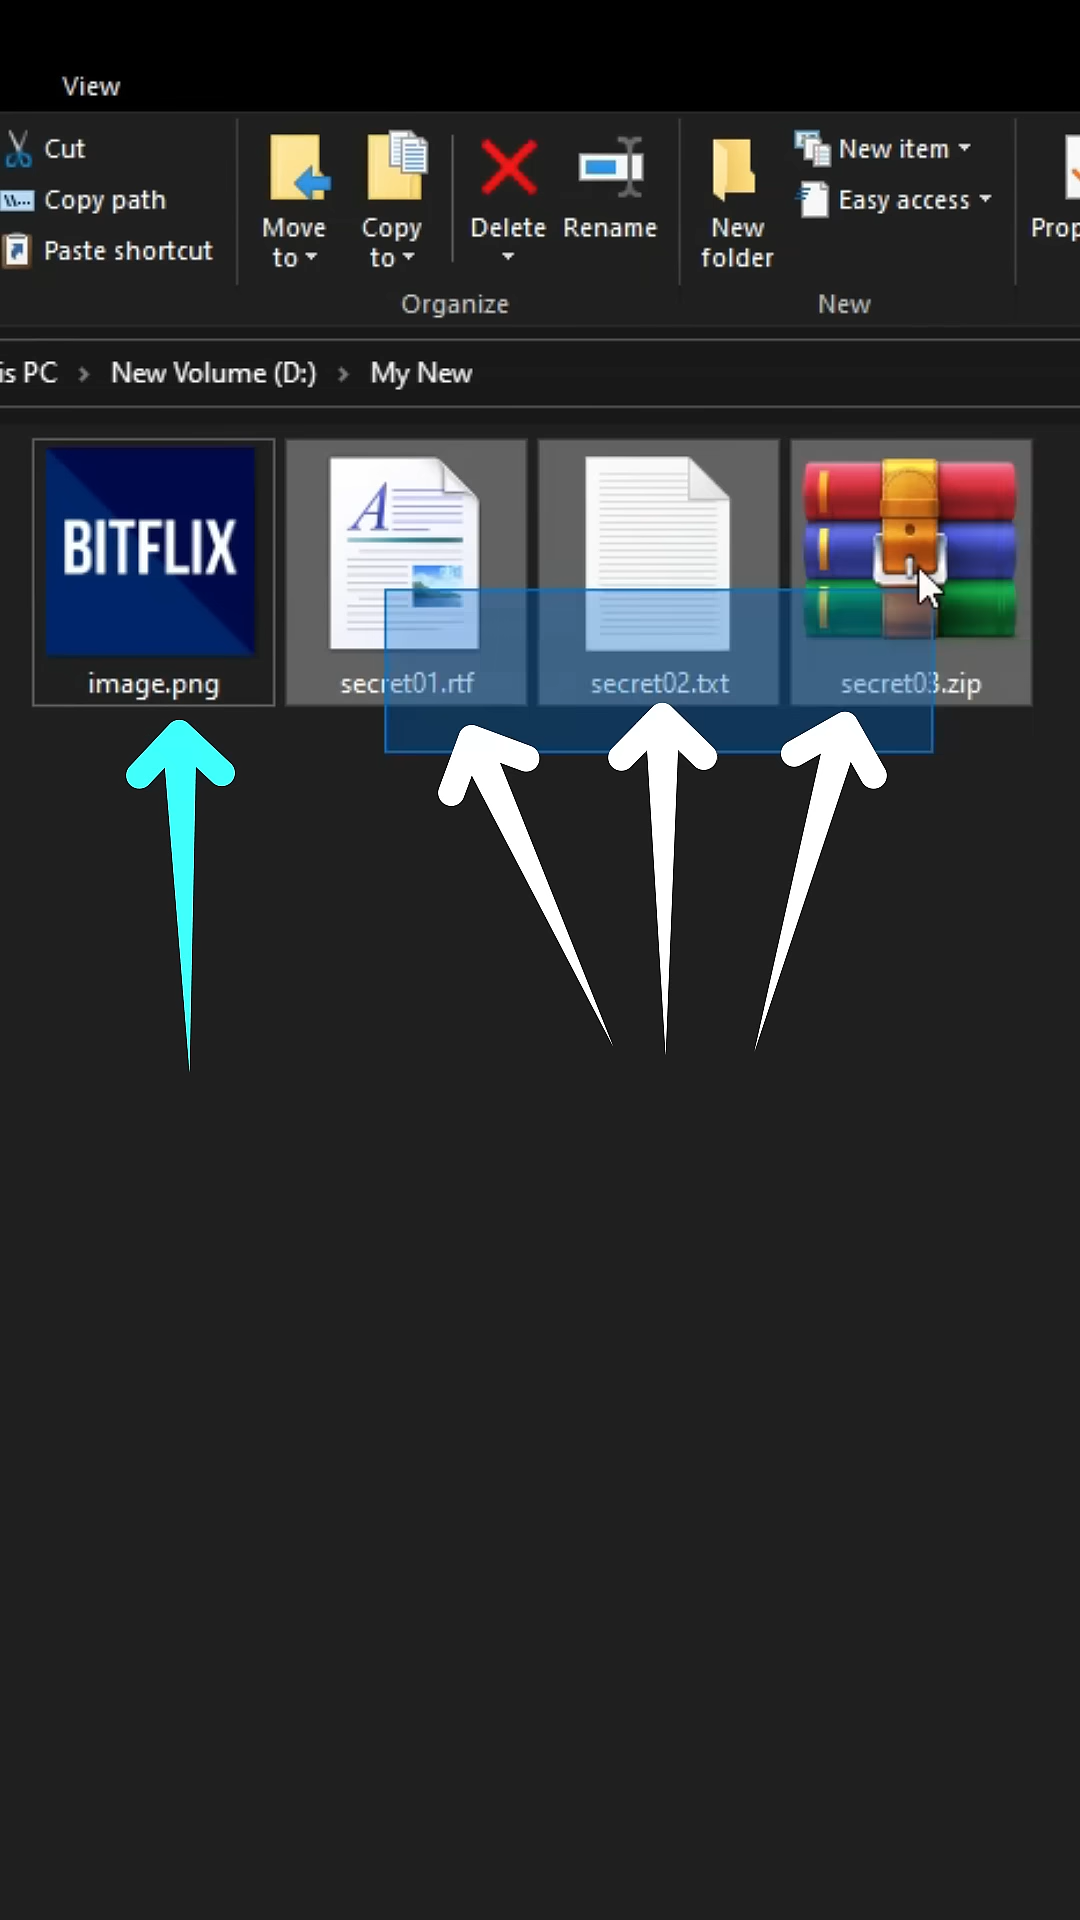 View
Cut
Copy path
Paste shortcut
Move to
Copy to
Delete
Rename
New folder
New item
Easy access
Organize
New
is PC > New Volume (D:) > My New
BITFLIX
image.png
secret01.rtf
secret02.txt
secret03.zip